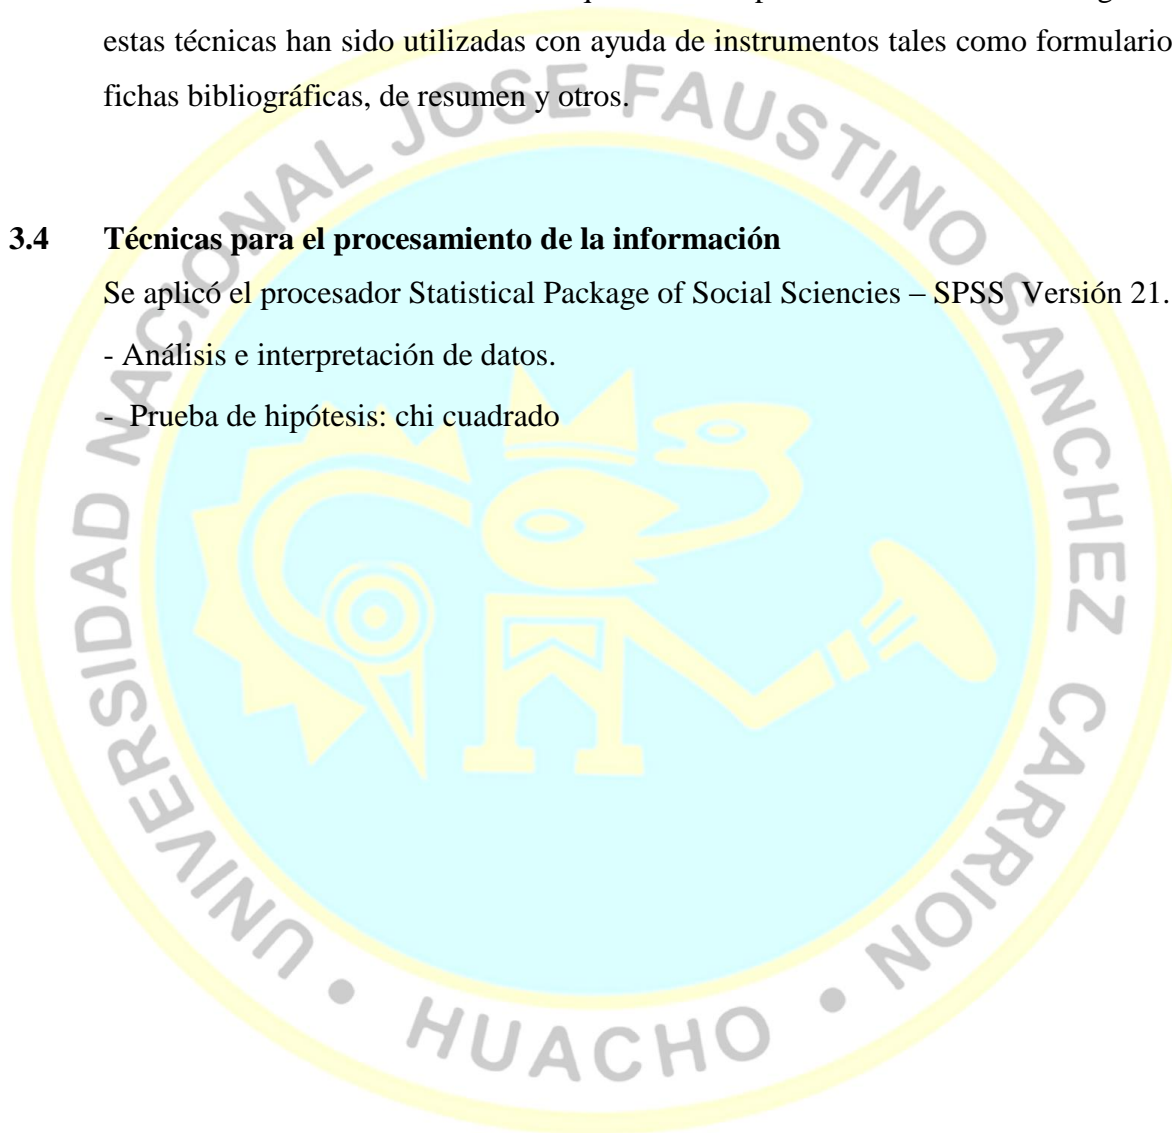 estas técnicas han sido utilizadas con ayuda de instrumentos tales como formulario
fichas bibliográficas, de resumen y otros.
3.4 Técnicas para el procesamiento de la información
Se aplicó el procesador Statistical Package of Social Sciencies – SPSS Versión 21.
- Análisis e interpretación de datos.
- Prueba de hipótesis: chi cuadrado
UNIVERSIDAD NACIONAL JOSE FAUSTINO SANCHEZ CARRION • HUACHO •